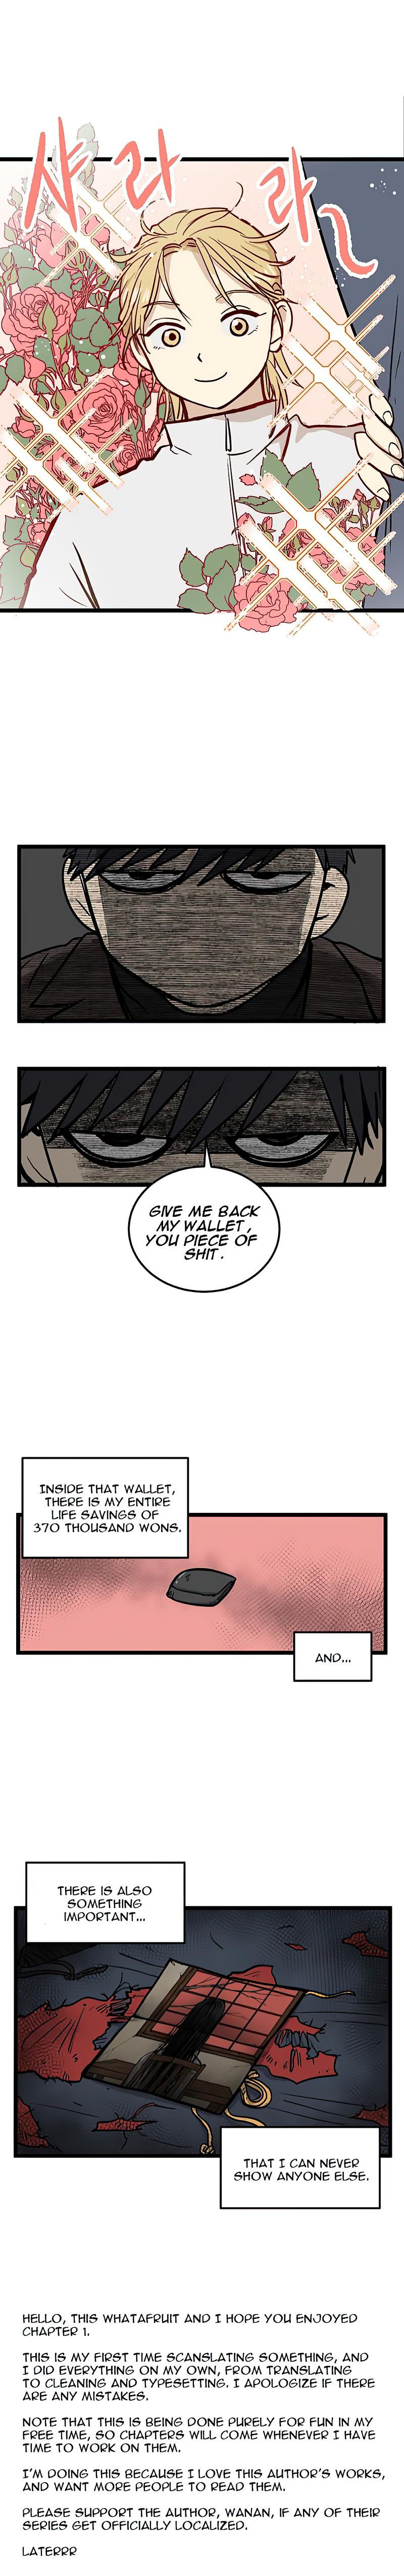 샤라
라~
GIVE ME BACK
MY WALLET,
YOU PIECE OF
SHIT.
INSIDE THAT WALLET,
THERE IS MY ENTIRE
LIFE SAVINGS OF
370 THOUSAND WONS.
AND...
THERE IS ALSO
SOMETHING
IMPORTANT...
THAT I CAN NEVER
SHOW ANYONE ELSE.
HELLO, THIS WHATAFRUIT AND I HOPE YOU ENJOYED
CHAPTER 1.
THIS IS MY FIRST TIME SCANSLATING SOMETHING, AND
I DID EVERYTHING ON MY OWN, FROM TRANSLATING
TO CLEANING AND TYPESETTING. I APOLOGIZE IF THERE
ARE ANY MISTAKES.
NOTE THAT THIS IS BEING DONE PURELY FOR FUN IN MY
FREE TIME, SO CHAPTERS WILL COME WHENEVER I HAVE
TIME TO WORK ON THEM.
I'M DOING THIS BECAUSE I LOVE THIS AUTHOR'S WORKS,
AND WANT MORE PEOPLE TO READ THEM.
PLEASE SUPPORT THE AUTHOR, WANAN, IF ANY OF THEIR
SERIES GET OFFICIALLY LOCALIZED.
LATERRR